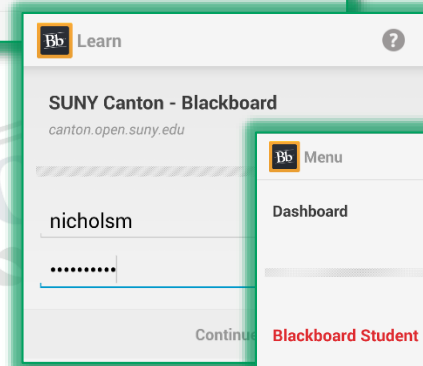 Bb Learn ?
SUNY Canton - Blackboard
canton.open.suny.edu
nicholsm
••••••••••
Continue
Bb Menu
Dashboard
Blackboard Student